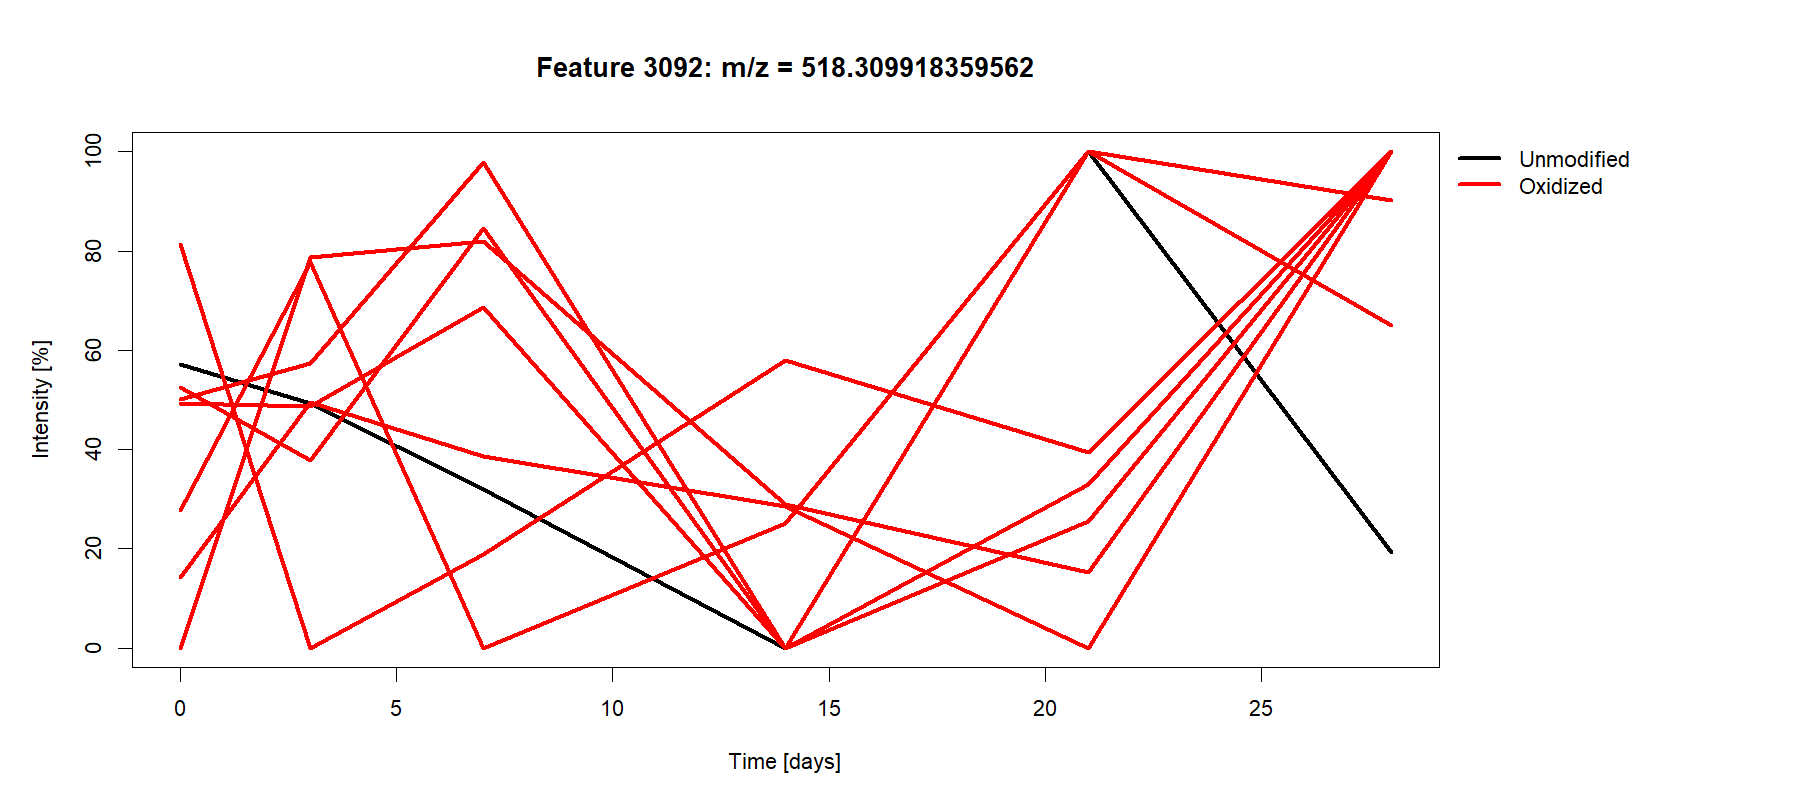 Feature 3092: m/z = 518.309918359562
Unmodified
Oxidized
Intensity [%]
100
80
60
40
20
0
0 5 10 15 20 25
Time [days]